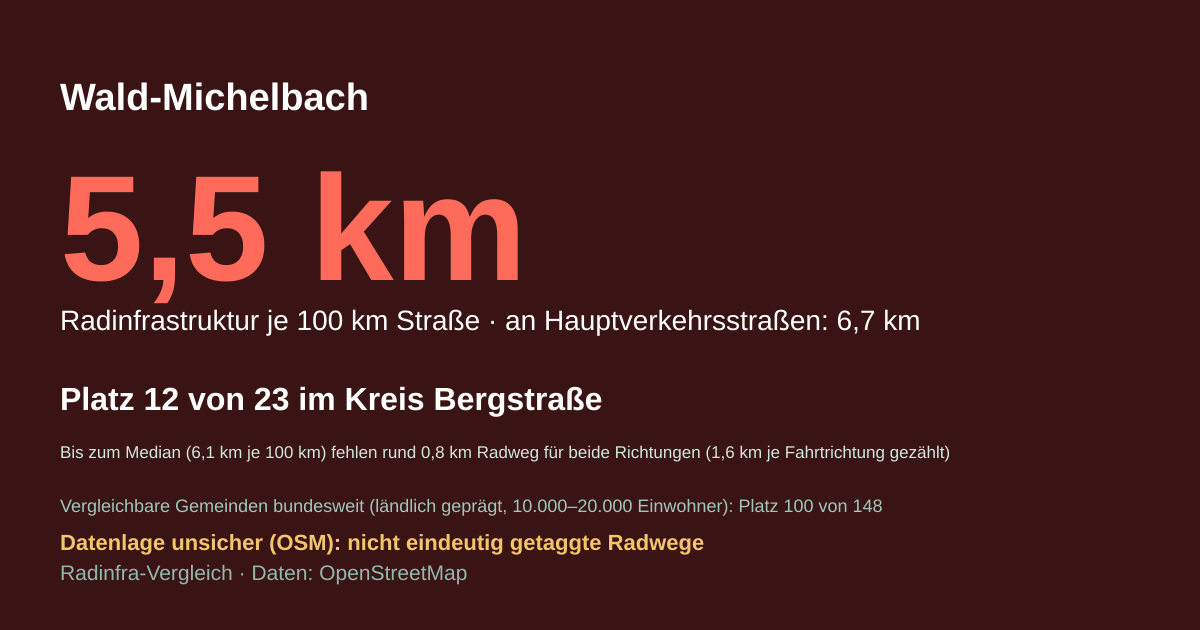 Wald-Michelbach
5,5 km
Radinfrastruktur je 100 km Straße · an Hauptverkehrsstraßen: 6,7 km
Platz 12 von 23 im Kreis Bergstraße
Bis zum Median (6,1 km je 100 km) fehlen rund 0,8 km Radweg für beide Richtungen (1,6 km je Fahrtrichtung gezählt)
Vergleichbare Gemeinden bundesweit (ländlich geprägt, 10.000–20.000 Einwohner): Platz 100 von 148
Datenlage unsicher (OSM): nicht eindeutig getaggte Radwege
Radinfra-Vergleich · Daten: OpenStreetMap